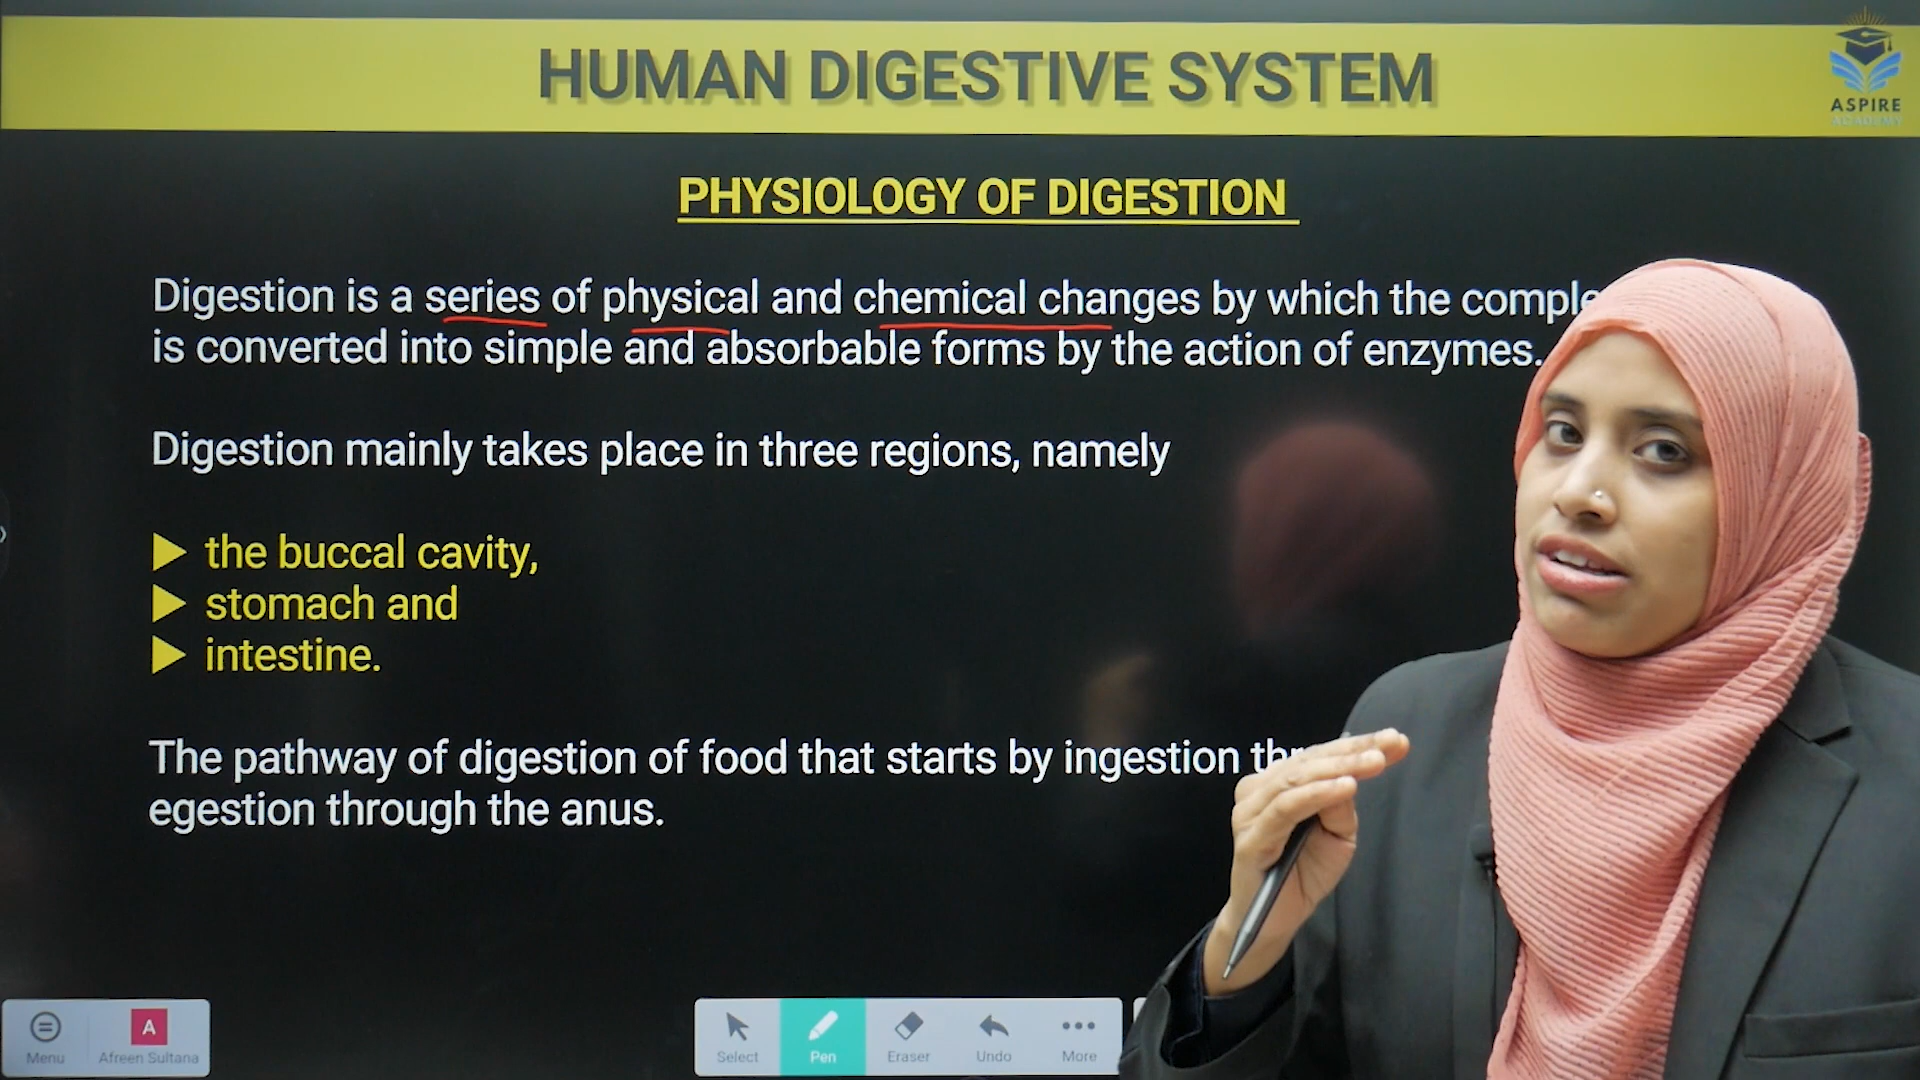 HUMAN DIGESTIVE SYSTEM
ASPIRE
ACADEMY
PHYSIOLOGY OF DIGESTION
Digestion is a series of physical and chemical changes by which the
is converted into simple and absorbable forms by the action of enzymes.
Digestion mainly takes place in three regions, namely
the buccal cavity,
stomach and
intestine.
The pathway of digestion of food that starts by ingestion
egestion through the anus.
Menu
A
Afreen Sultana
Select
Pen
Eraser
Undo
More